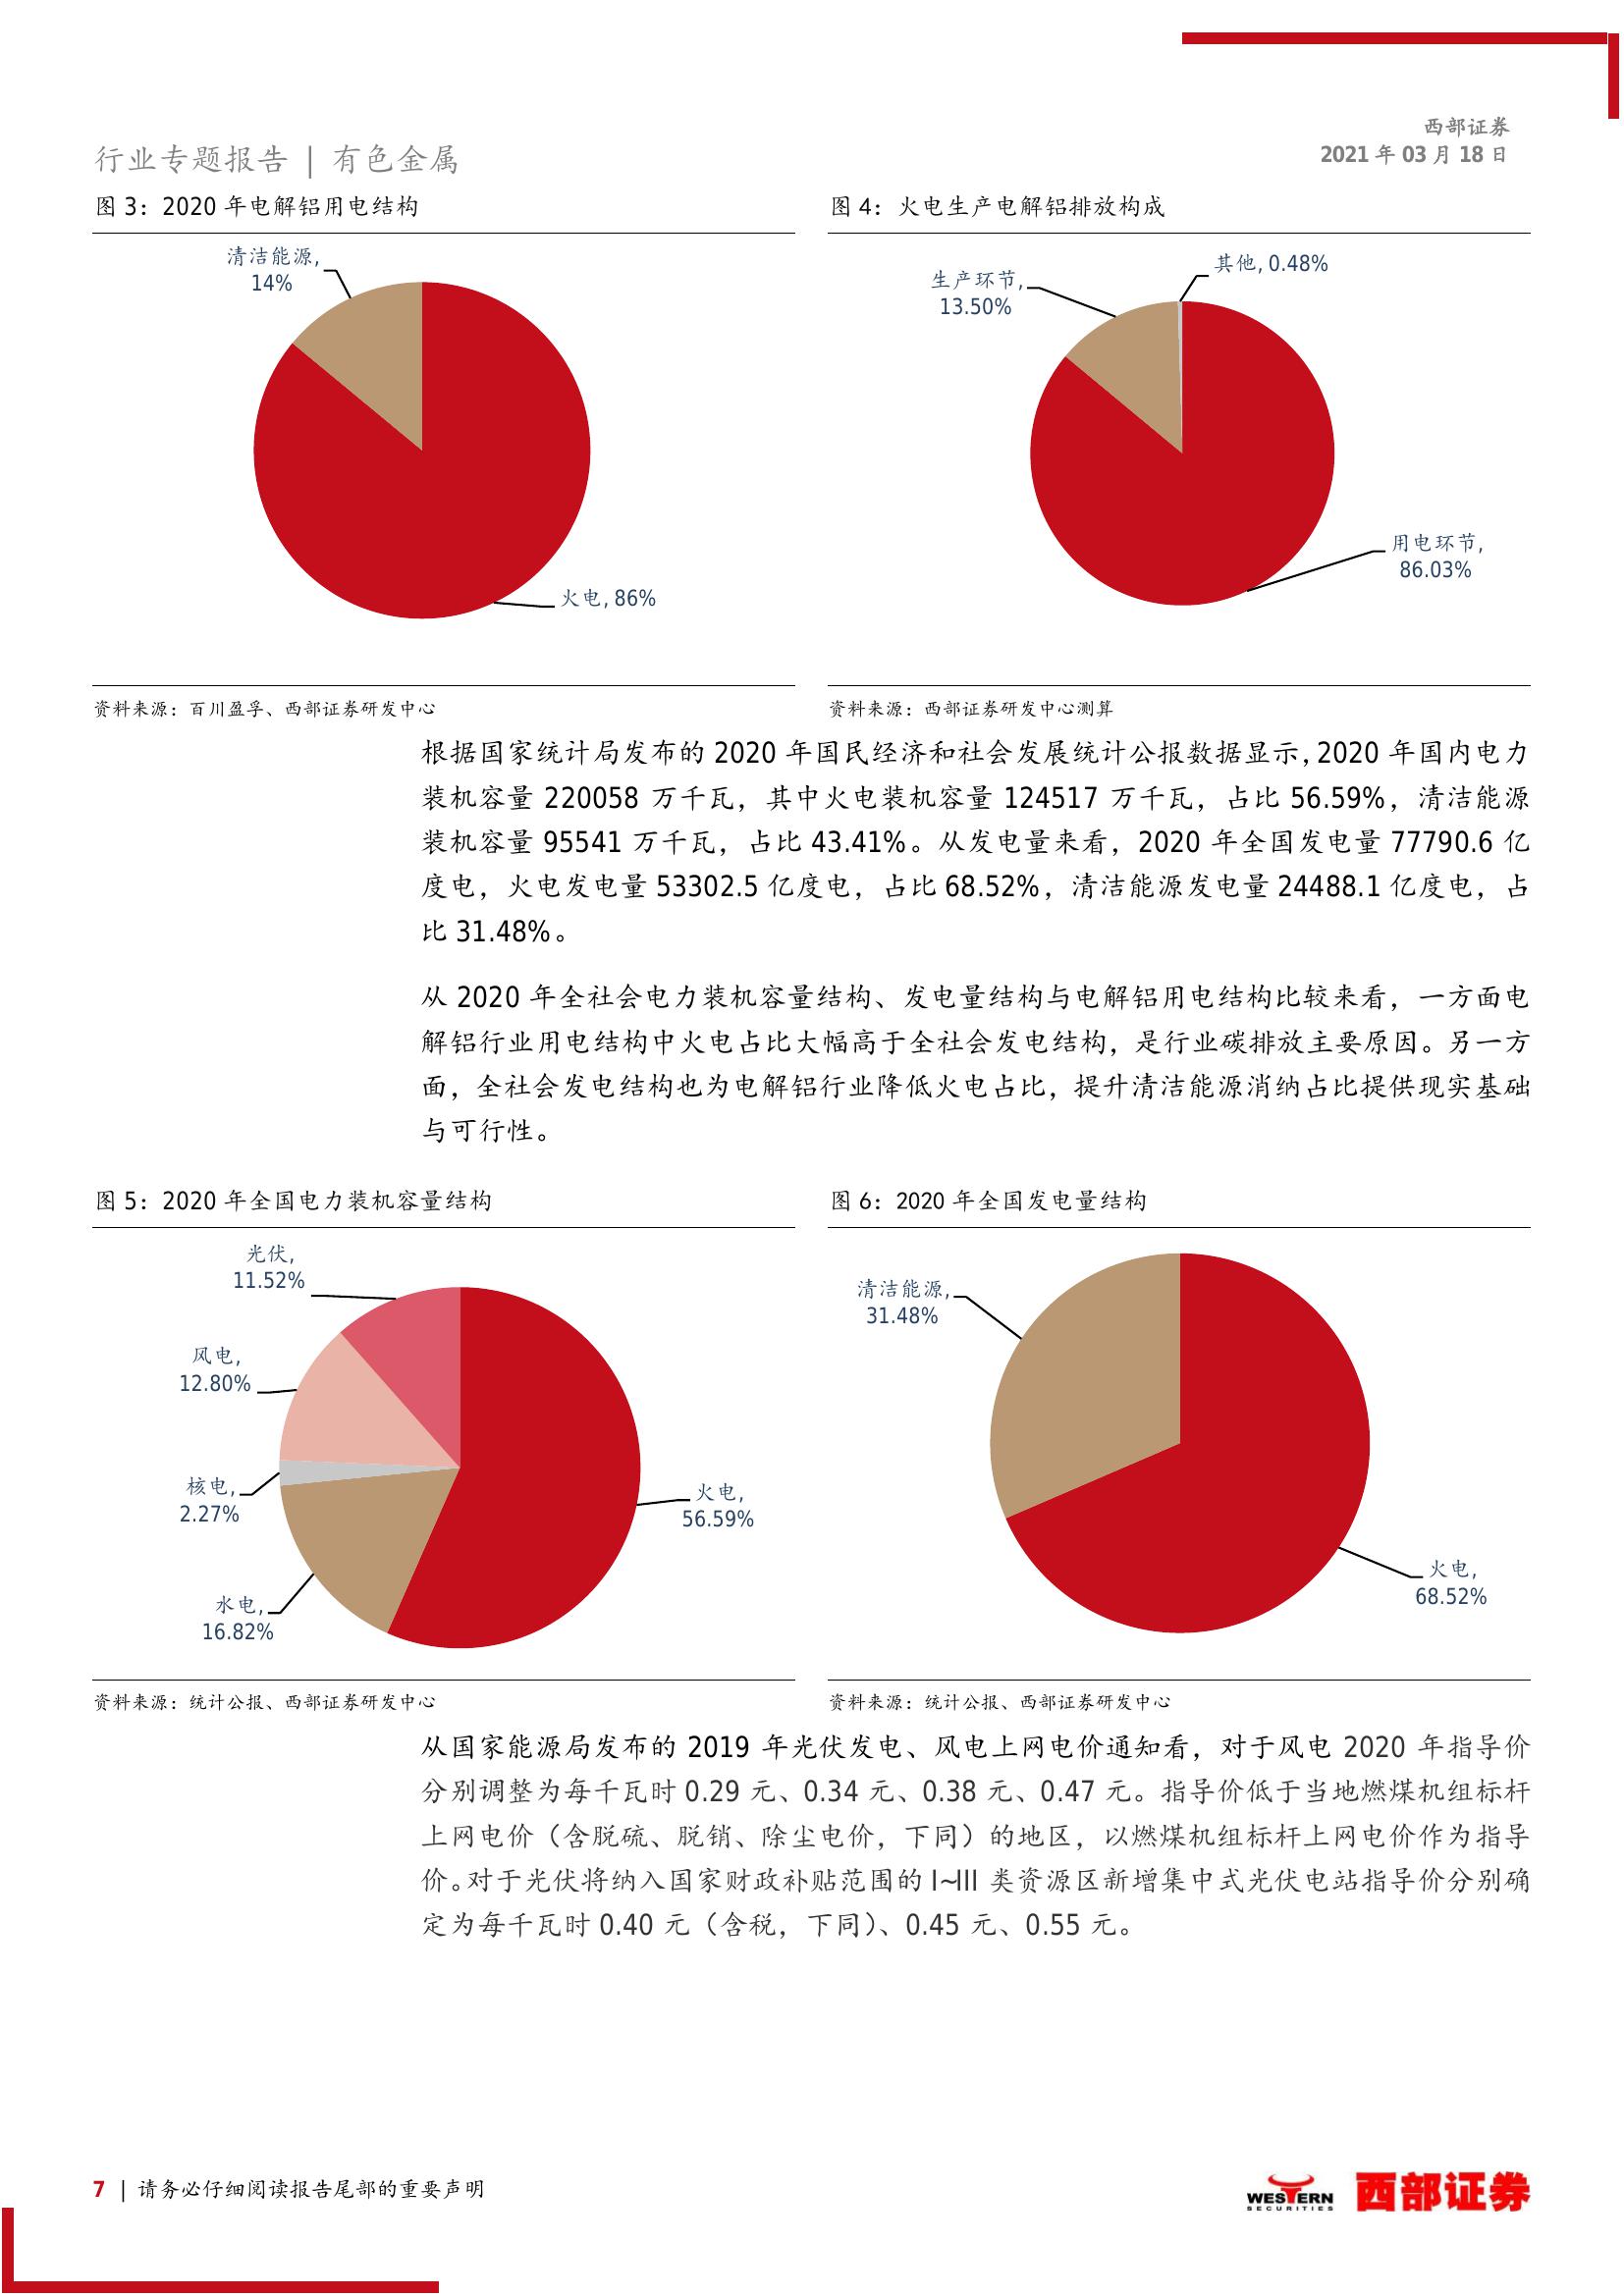 西部证券
2021 年 03 月 18 日
行业专题报告 | 有色金属
图 3：2020 年电解铝用电结构
清洁能源,
14%
火电, 86%
资料来源：百川盈孚、西部证券研发中心
图 4：火电生产电解铝排放构成
其他, 0.48%
生产环节,
13.50%
用电环节,
86.03%
资料来源：西部证券研发中心测算
根据国家统计局发布的 2020 年国民经济和社会发展统计公报数据显示，2020 年国内电力
装机容量 220058 万千瓦，其中火电装机容量 124517 万千瓦，占比 56.59%，清洁能源
装机容量 95541 万千瓦，占比 43.41%。从发电量来看，2020 年全国发电量 77790.6 亿
度电，火电发电量 53302.5 亿度电，占比 68.52%，清洁能源发电量 24488.1 亿度电，占
比 31.48%。
从 2020 年全社会电力装机容量结构、发电量结构与电解铝用电结构比较来看，一方面电
解铝行业用电结构中火电占比大幅高于全社会发电结构，是行业碳排放主要原因。另一方
面，全社会发电结构也为电解铝行业降低火电占比，提升清洁能源消纳占比提供现实基础
与可行性。
图 5：2020 年全国电力装机容量结构
光伏,
11.52%
风电,
12.80%
核电,
2.27%
水电,
16.82%
火电,
56.59%
资料来源：统计公报、西部证券研发中心
图 6：2020 年全国发电量结构
清洁能源,
31.48%
火电,
68.52%
资料来源：统计公报、西部证券研发中心
从国家能源局发布的 2019 年光伏发电、风电上网电价通知看，对于风电 2020 年指导价
分别调整为每千瓦时 0.29 元、0.34 元、0.38 元、0.47 元。指导价低于当地燃煤机组标杆
上网电价（含脱硫、脱销、除尘电价，下同）的地区，以燃煤机组标杆上网电价作为指导
价。对于光伏将纳入国家财政补贴范围的 I~III 类资源区新增集中式光伏电站指导价分别确
定为每千瓦时 0.40 元（含税，下同）、0.45 元、0.55 元。
7 | 请务必仔细阅读报告尾部的重要声明
WESTERN
SECURITIES
西部证券